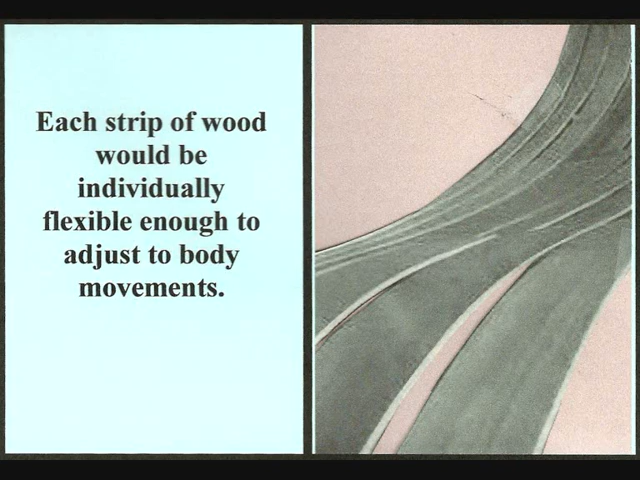 Each strip of wood
would be
individually
flexible enough to
adjust to body
movements.